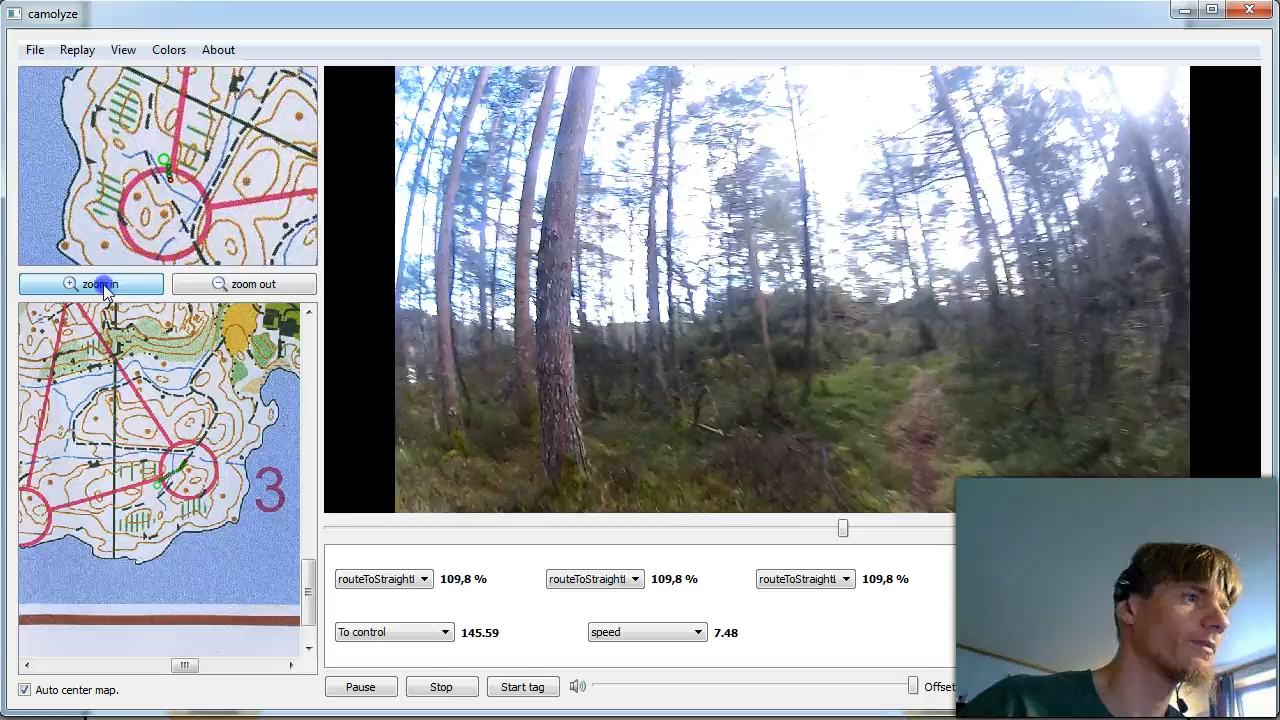 camolyze
File Replay View Colors About
zoom in zoom out
3
routeToStraightl 109,8 % routeToStraightl 109,8 % routeToStraightl 109,8 %
To control 145.59 speed 7.48
Pause Stop Start tag Offset
Auto center map.